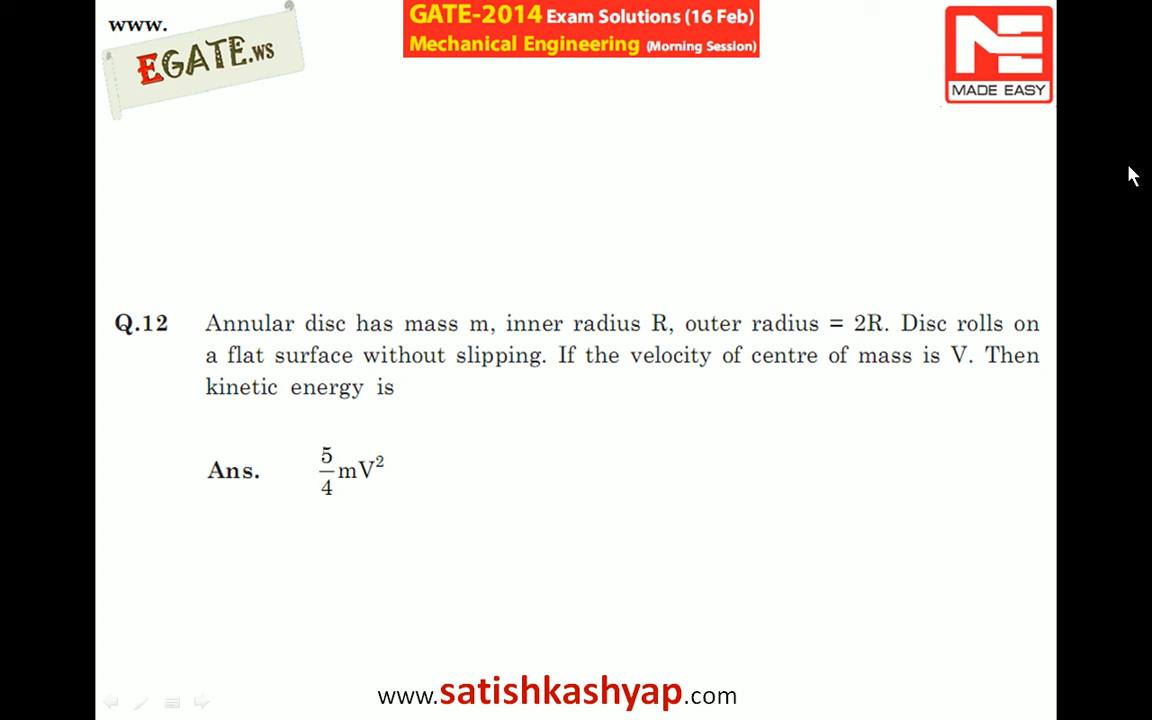 www.
EGATE.ws
GATE-2014 Exam Solutions (16 Feb)
Mechanical Engineering (Morning Session)
MADE EASY
Q.12 Annular disc has mass m, inner radius R, outer radius = 2R. Disc rolls on
a flat surface without slipping. If the velocity of centre of mass is V. Then
kinetic energy is
Ans. 5/4 mV²
www.satishkashyap.com